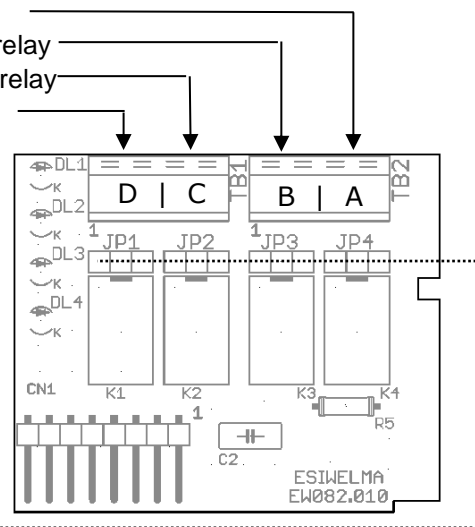 relay
relay
DL1
TB1
TB2
D | C
B | A
K
DL2
1
1
K
JP1
JP2
JP3
JP4
DL3
K
DL4
K
CN1
K1
K2
K3
K4
1
R5
C2
ESIWELMA
EW082.010